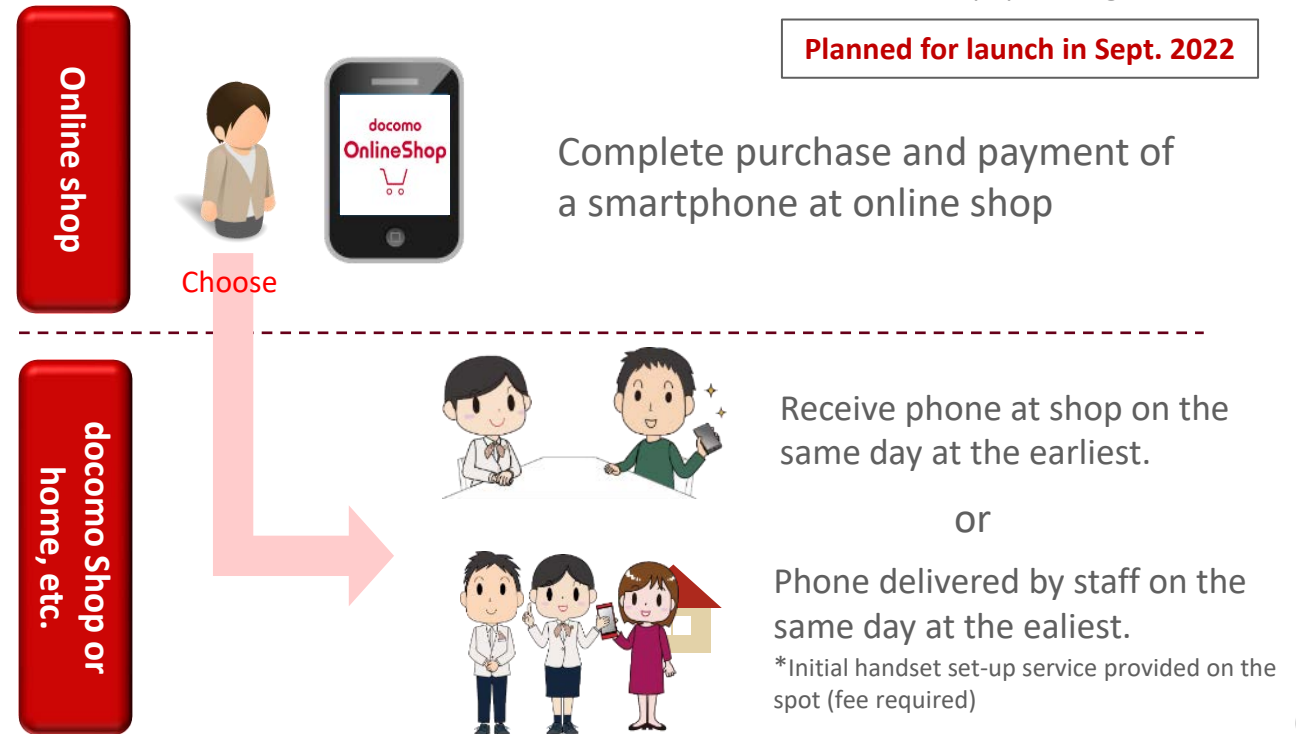 Planned for launch in Sept. 2022
Online shop
docomo
OnlineShop
Complete purchase and payment of
a smartphone at online shop
Choose
docomo Shop or
home, etc.
Receive phone at shop on the
same day at the earliest.
or
Phone delivered by staff on the
same day at the ealiest.
*Initial handset set-up service provided on the
spot (fee required)